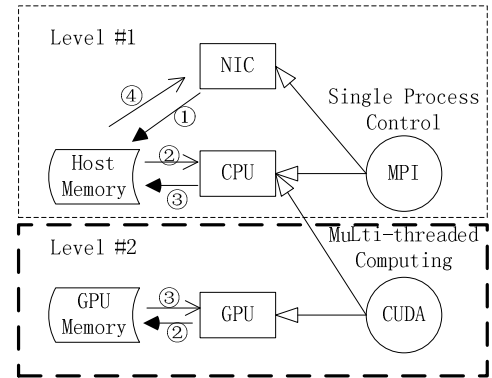 Level #1
NIC
④
①
Single Process
Control
Host
Memory
②
③
CPU
MPI
Level #2
MuLti-threaded
Computing
GPU
Memory
③
②
GPU
CUDA